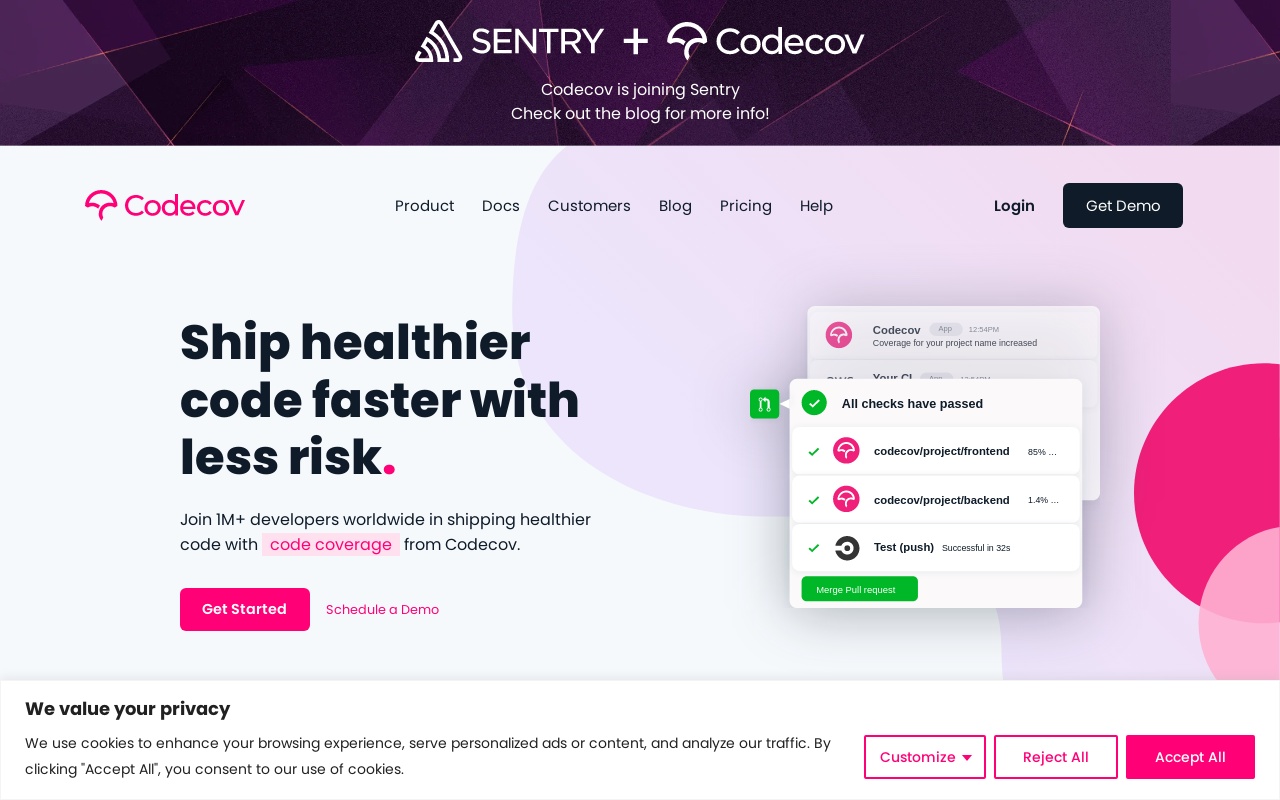 SENTRY + Codecov
Codecov is joining Sentry
Check out the blog for more info!
Codecov
Product Docs Customers Blog Pricing Help
Login
Get Demo
Ship healthier
code faster with
less risk.
Join 1M+ developers worldwide in shipping healthier
code with code coverage from Codecov.
Get Started
Schedule a Demo
Codecov App 12:54PM
Coverage for your project name increased
Your CI App 12:54PM
All checks have passed
codecov/project/frontend 85% ...
codecov/project/backend 1.4% ...
Test (push) Successful in 32s
Merge Pull request
We value your privacy
We use cookies to enhance your browsing experience, serve personalized ads or content, and analyze our traffic. By
clicking "Accept All", you consent to our use of cookies.
Customize
Reject All
Accept All